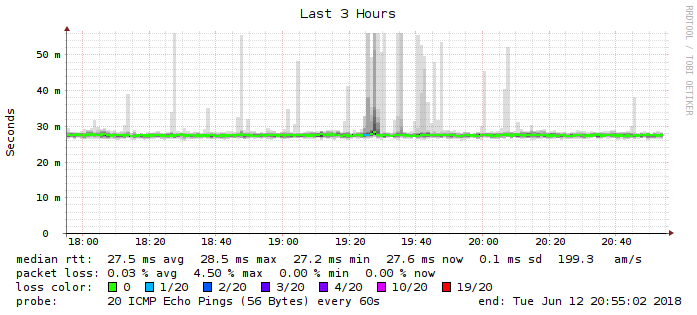 Last 3 Hours
RRDTOOL / TOBI OETIKER
Seconds
50 m
40 m
30 m
20 m
10 m
0
18:00 18:20 18:40 19:00 19:20 19:40 20:00 20:20 20:40
median rtt: 27.5 ms avg 28.5 ms max 27.2 ms min 27.6 ms now 0.1 ms sd 199.3 am/s
packet loss: 0.03 % avg 4.50 % max 0.00 % min 0.00 % now
loss color: 0 1/20 2/20 3/20 4/20 10/20 19/20
probe: 20 ICMP Echo Pings (56 Bytes) every 60s end: Tue Jun 12 20:55:02 2018